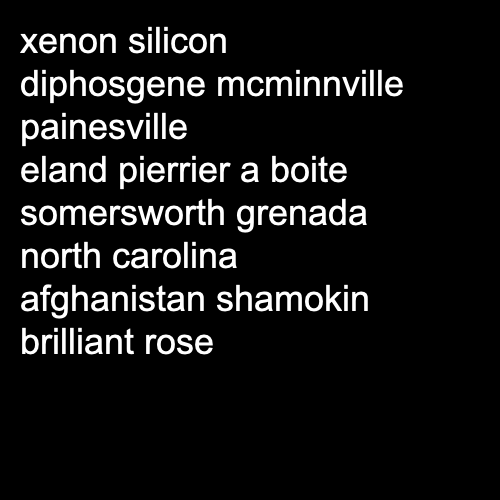 xenon silicon
diphosgene mcminnville
painesville
eland pierrier a boite
somersworth grenada
north carolina
afghanistan shamokin
brilliant rose